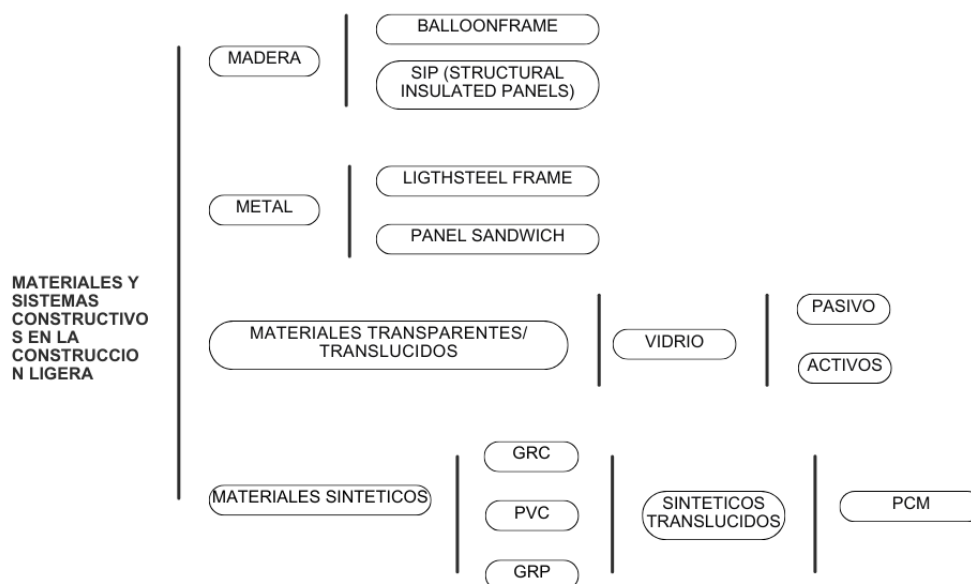 MATERIALES Y
SISTEMAS
CONSTRUCTIVO
S EN LA
CONSTRUCCIO
N LIGERA
MADERA
BALLOONFRAME
SIP (STRUCTURAL
INSULATED PANELS)
METAL
LIGTHSTEEL FRAME
PANEL SANDWICH
MATERIALES TRANSPARENTES/
TRANSLUCIDOS
VIDRIO
PASIVO
ACTIVOS
MATERIALES SINTETICOS
GRC
PVC
GRP
SINTETICOS
TRANSLUCIDOS
PCM